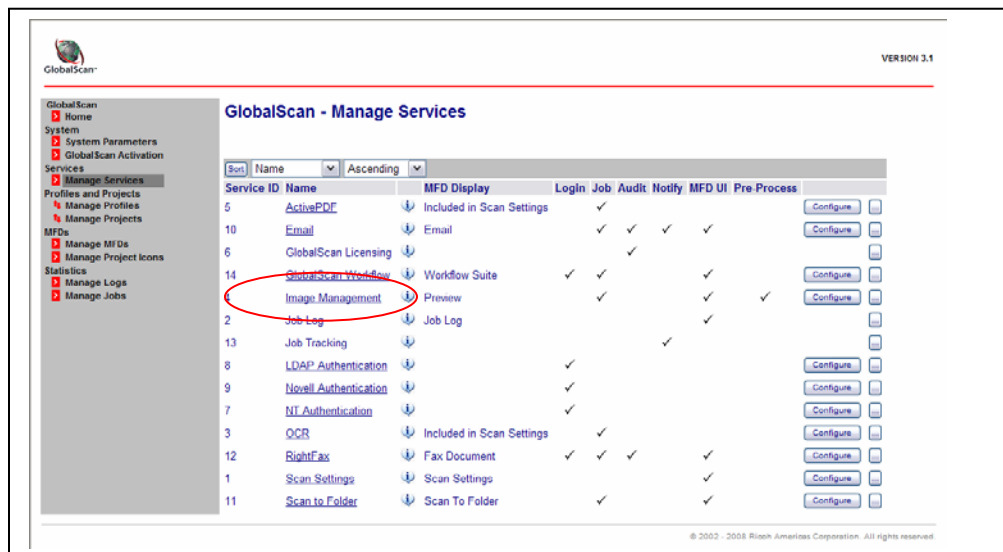 GlobalScan™
VERSION 3.1
GlobalScan
Home
System
System Parameters
GlobalScan Activation
Services
Manage Services
Profiles and Projects
Manage Profiles
Manage Projects
MFDs
Manage MFDs
Manage Project Icons
Statistics
Manage Logs
Manage Jobs
GlobalScan - Manage Services
Sort Name Ascending
Service ID Name MFD Display Login Job Audit Notify MFD UI Pre-Process
5 ActivePDF i Included in Scan Settings ✓ Configure ...
10 Email i Email ✓ ✓ ✓ ✓ Configure ...
6 GlobalScan Licensing i ✓ ...
14 GlobalScan Workflow i Workflow Suite ✓ ✓ ✓ Configure ...
4 Image Management i Preview ✓ ✓ ✓ Configure ...
2 Job Log i Job Log ✓ ...
13 Job Tracking i ✓ ...
8 LDAP Authentication i ✓ Configure ...
9 Novell Authentication i ✓ Configure ...
7 NT Authentication i ✓ Configure ...
3 OCR i Included in Scan Settings ✓ Configure ...
12 RightFax i Fax Document ✓ ✓ ✓ ✓ Configure ...
1 Scan Settings i Scan Settings ✓ Configure ...
11 Scan to Folder i Scan To Folder ✓ ✓ Configure ...
© 2002 - 2008 Ricoh Americas Corporation. All rights reserved.